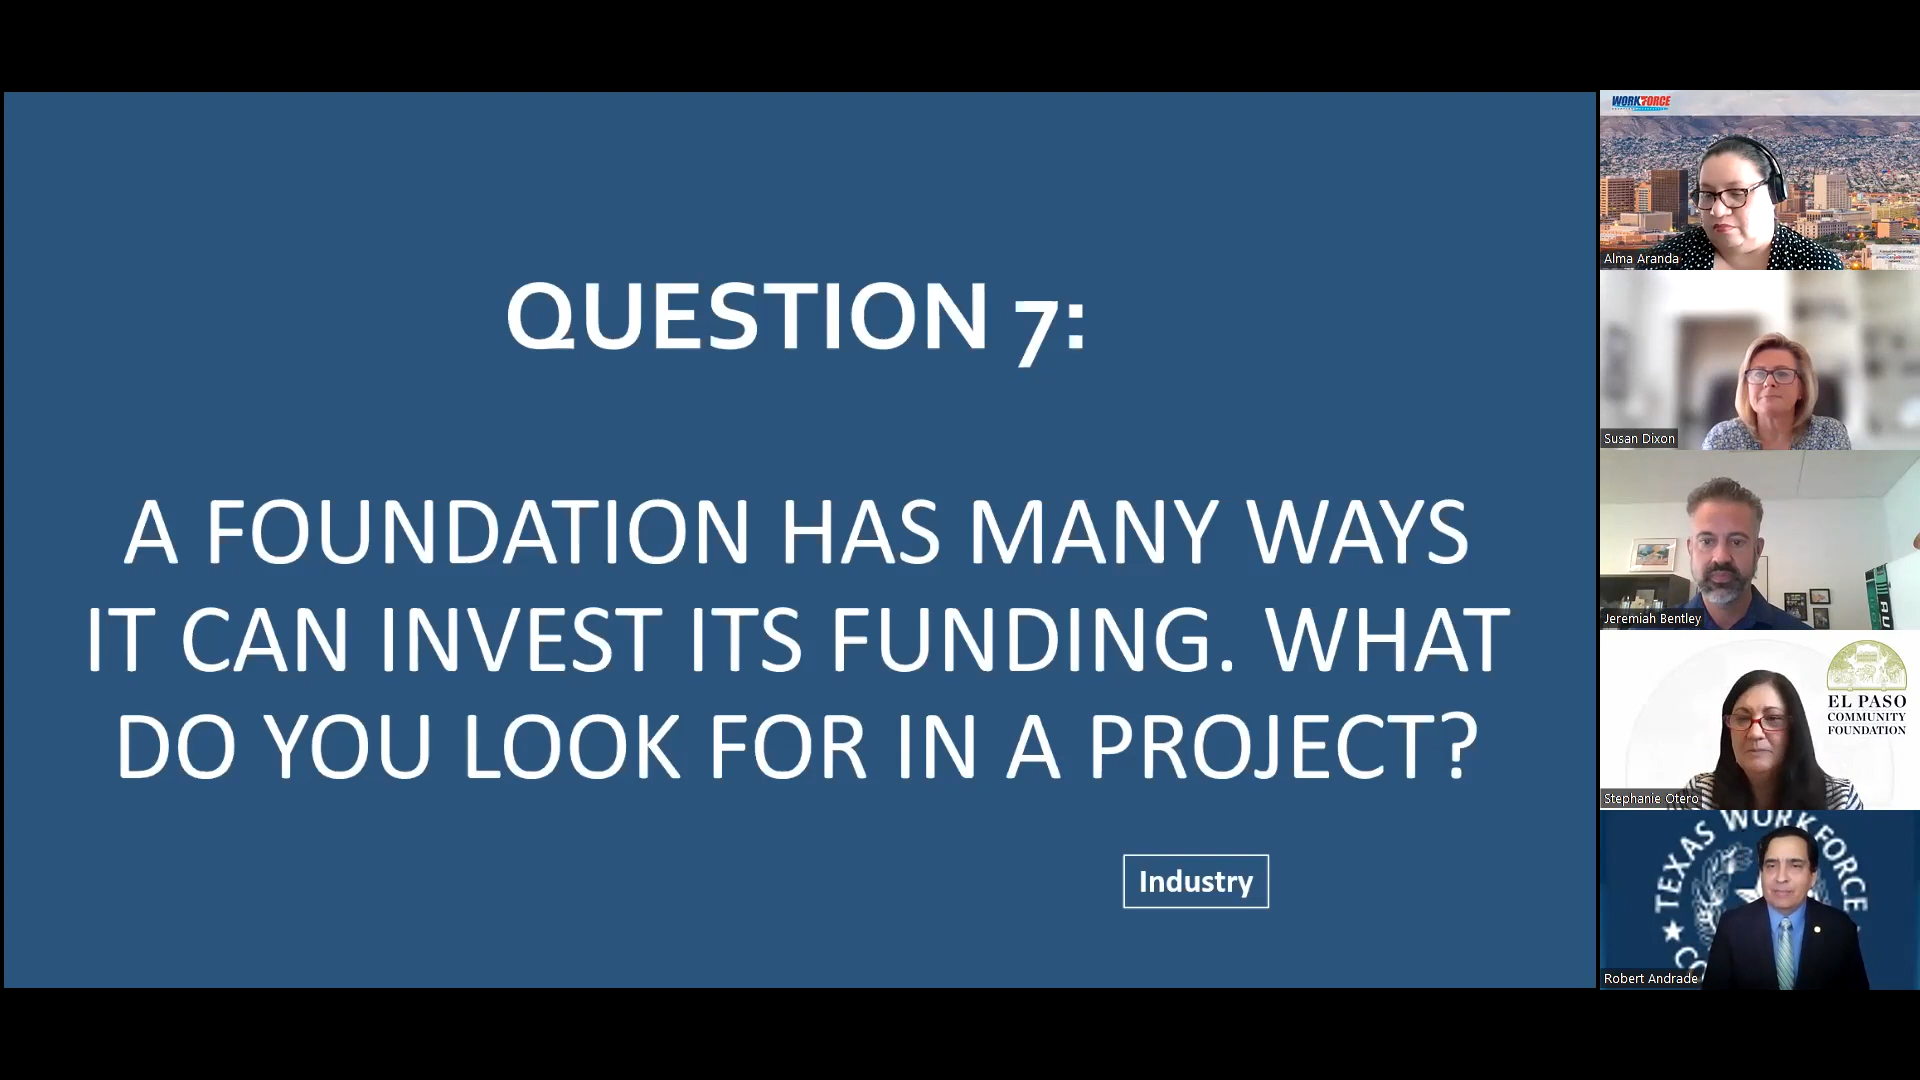 QUESTION 7:
A FOUNDATION HAS MANY WAYS
IT CAN INVEST ITS FUNDING. WHAT
DO YOU LOOK FOR IN A PROJECT?
Industry
WORKFORCE
Alma Aranda
Susan Dixon
Jeremiah Bentley
EL PASO
COMMUNITY
FOUNDATION
Stephanie Otero
TEXAS WORKFORCE
Robert Andrade